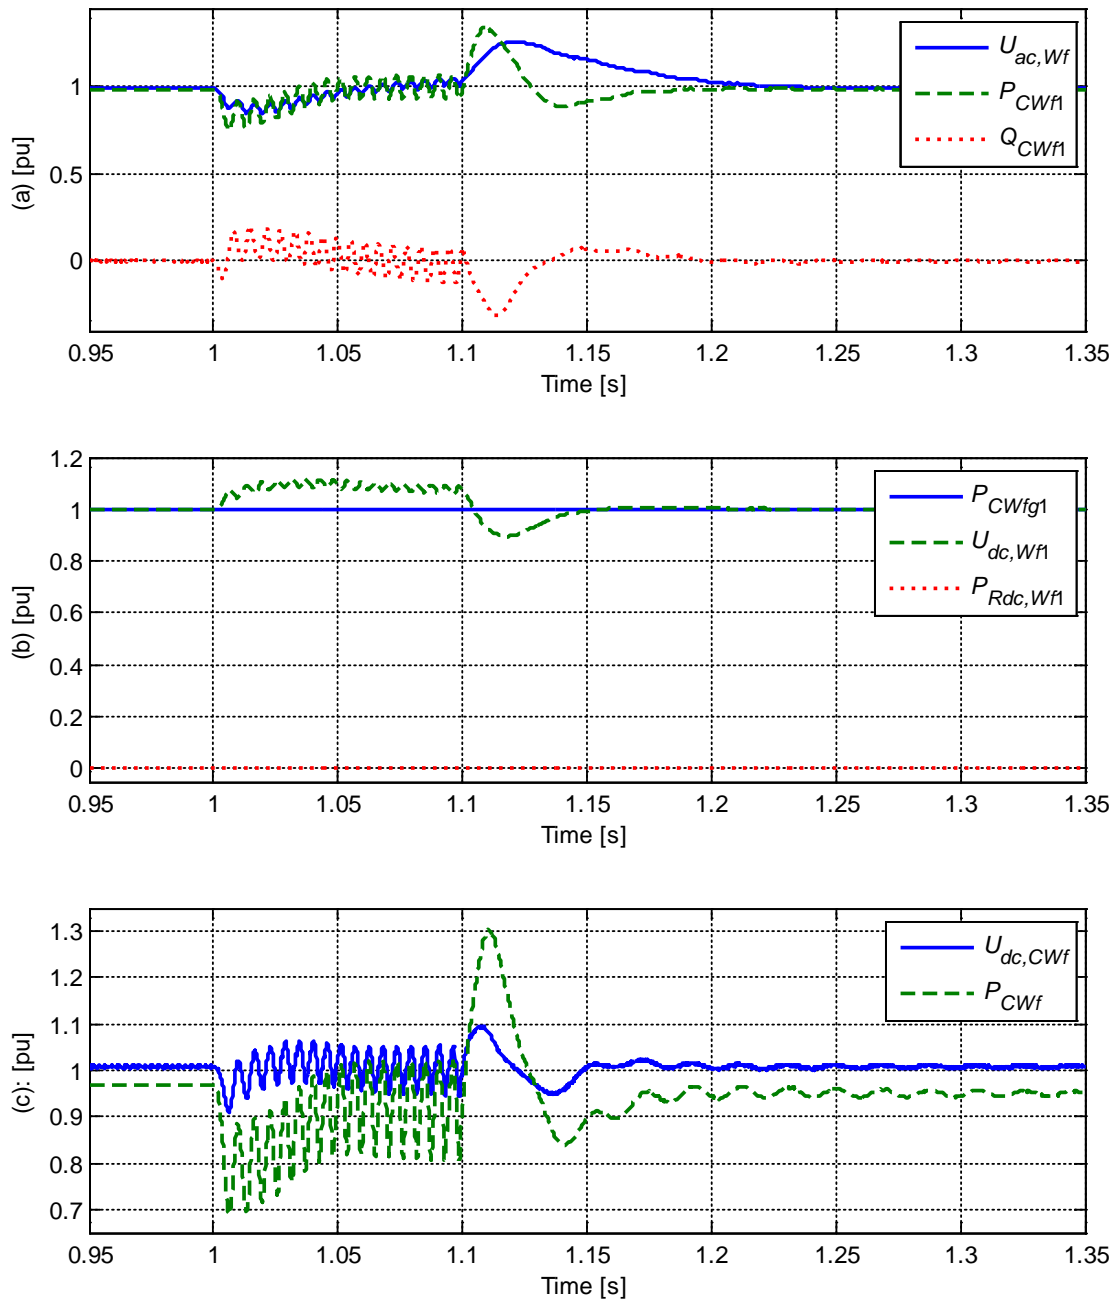 (a) [pu]
1
0.5
0
U_ac,Wf
P_CWf1
Q_CWf1
0.95 1 1.05 1.1 1.15 1.2 1.25 1.3 1.35
Time [s]
(b) [pu]
1.2
1
0.8
0.6
0.4
0.2
0
P_CWfg1
U_dc,Wf1
P_Rdc,Wf1
0.95 1 1.05 1.1 1.15 1.2 1.25 1.3 1.35
Time [s]
(c): [pu]
1.3
1.2
1.1
1
0.9
0.8
0.7
U_dc,CWf
P_CWf
0.95 1 1.05 1.1 1.15 1.2 1.25 1.3 1.35
Time [s]